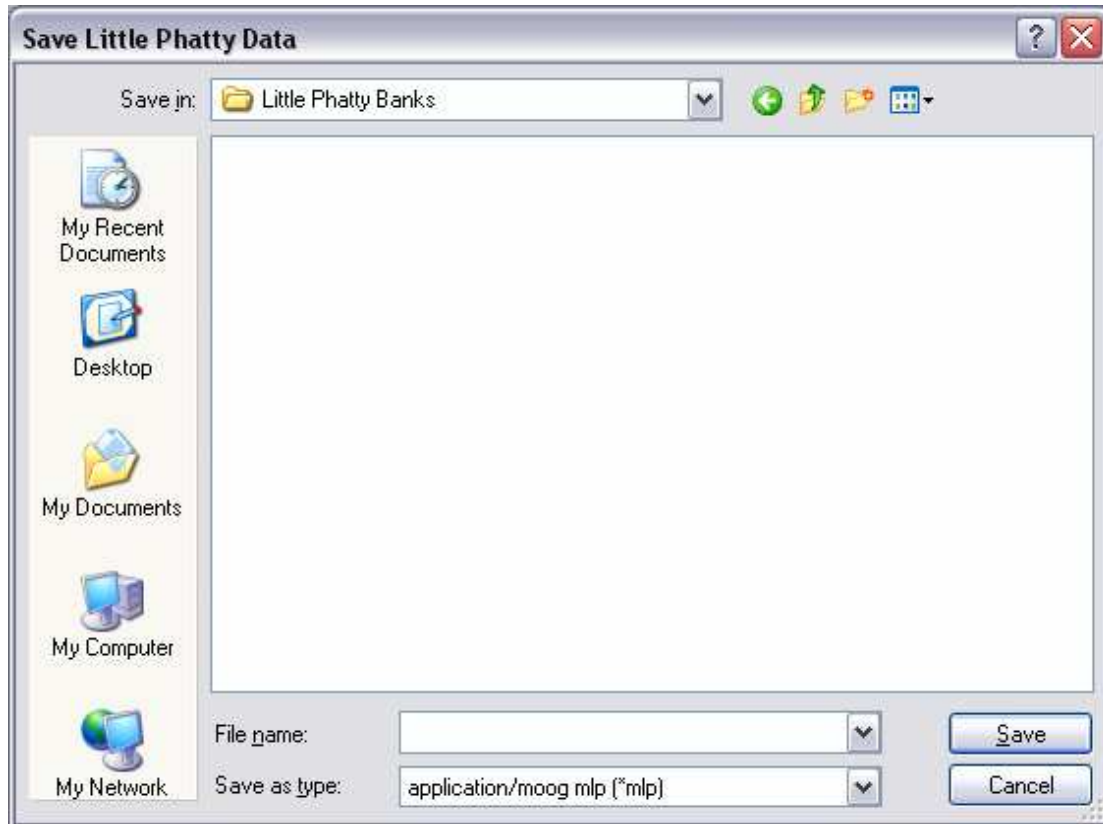 Save Little Phatty Data
?
Save in:
Little Phatty Banks
My Recent
Documents
Desktop
My Documents
My Computer
My Network
File name:
Save
Save as type:
application/moog mlp (*mlp)
Cancel